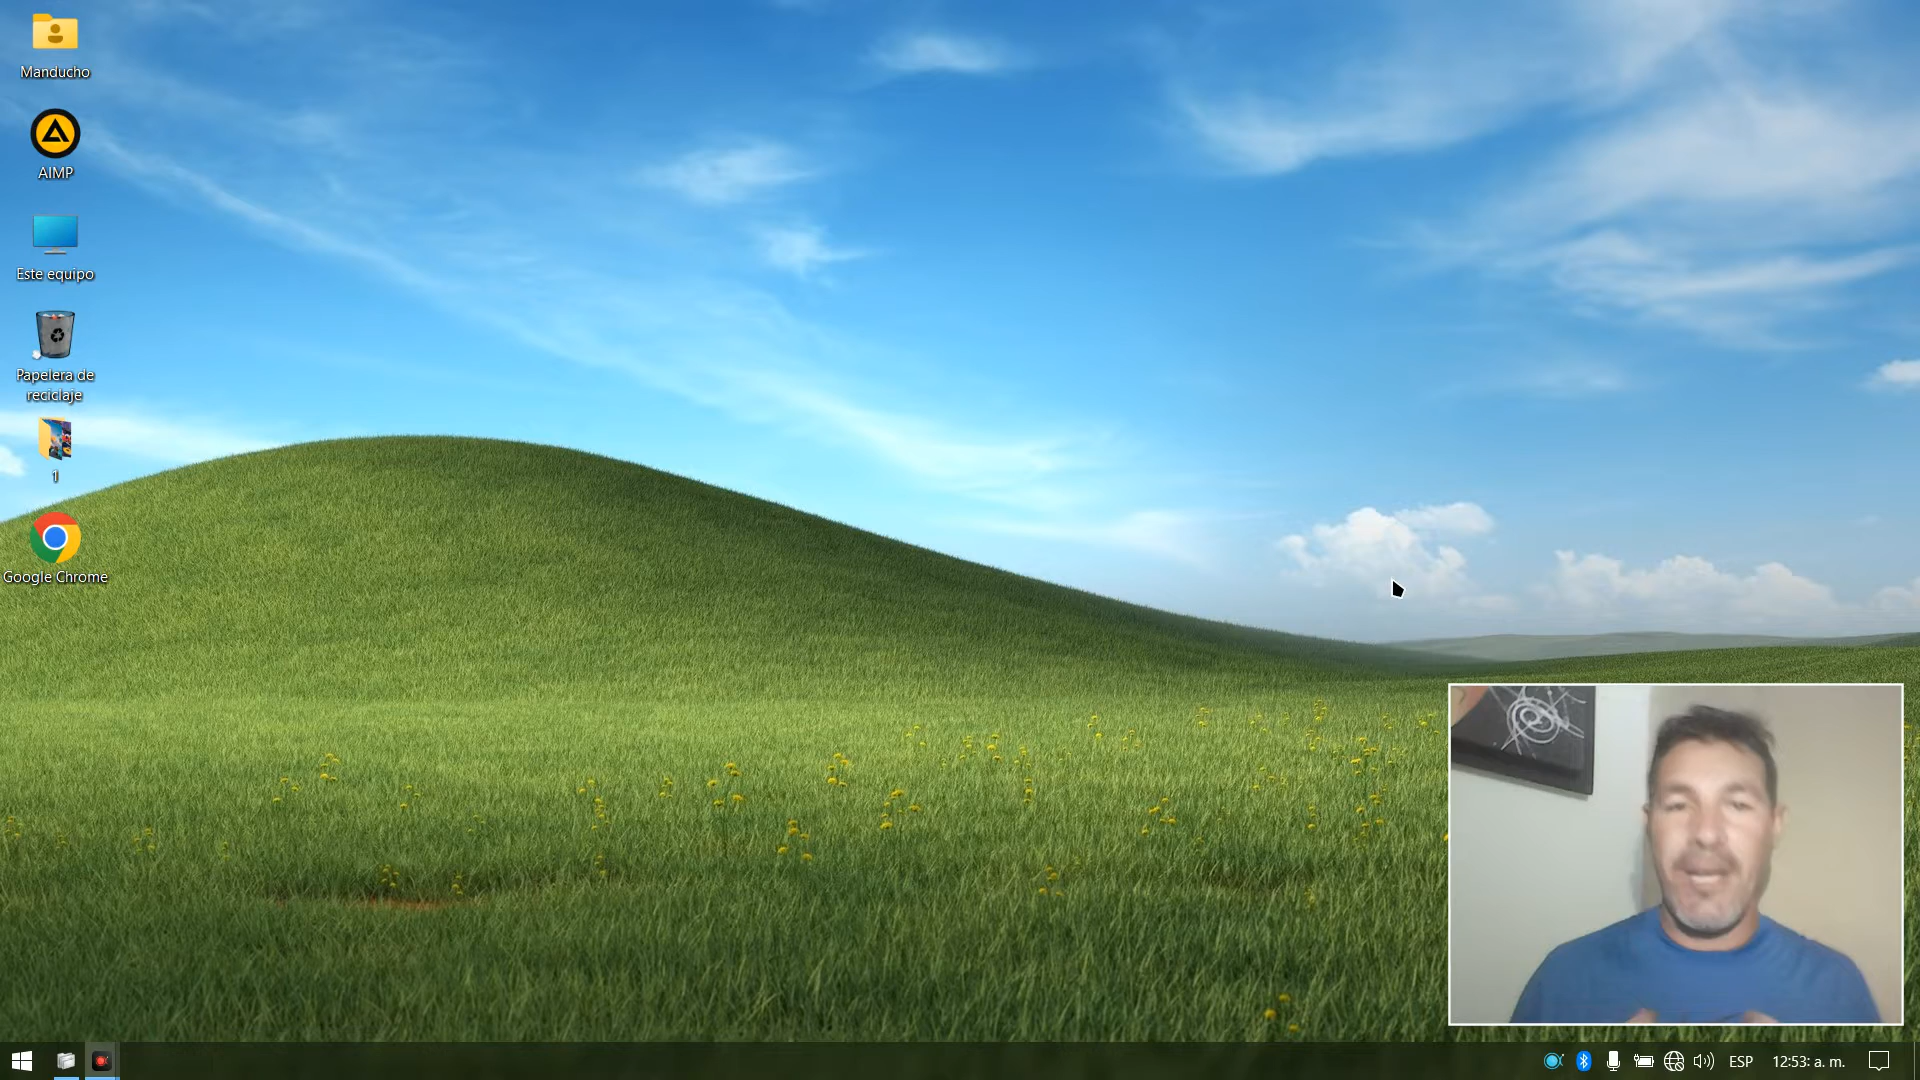 Manducho
AIMP
Este equipo
Papelera de
reciclaje
1
Google Chrome
ESP
12:53: a. m.